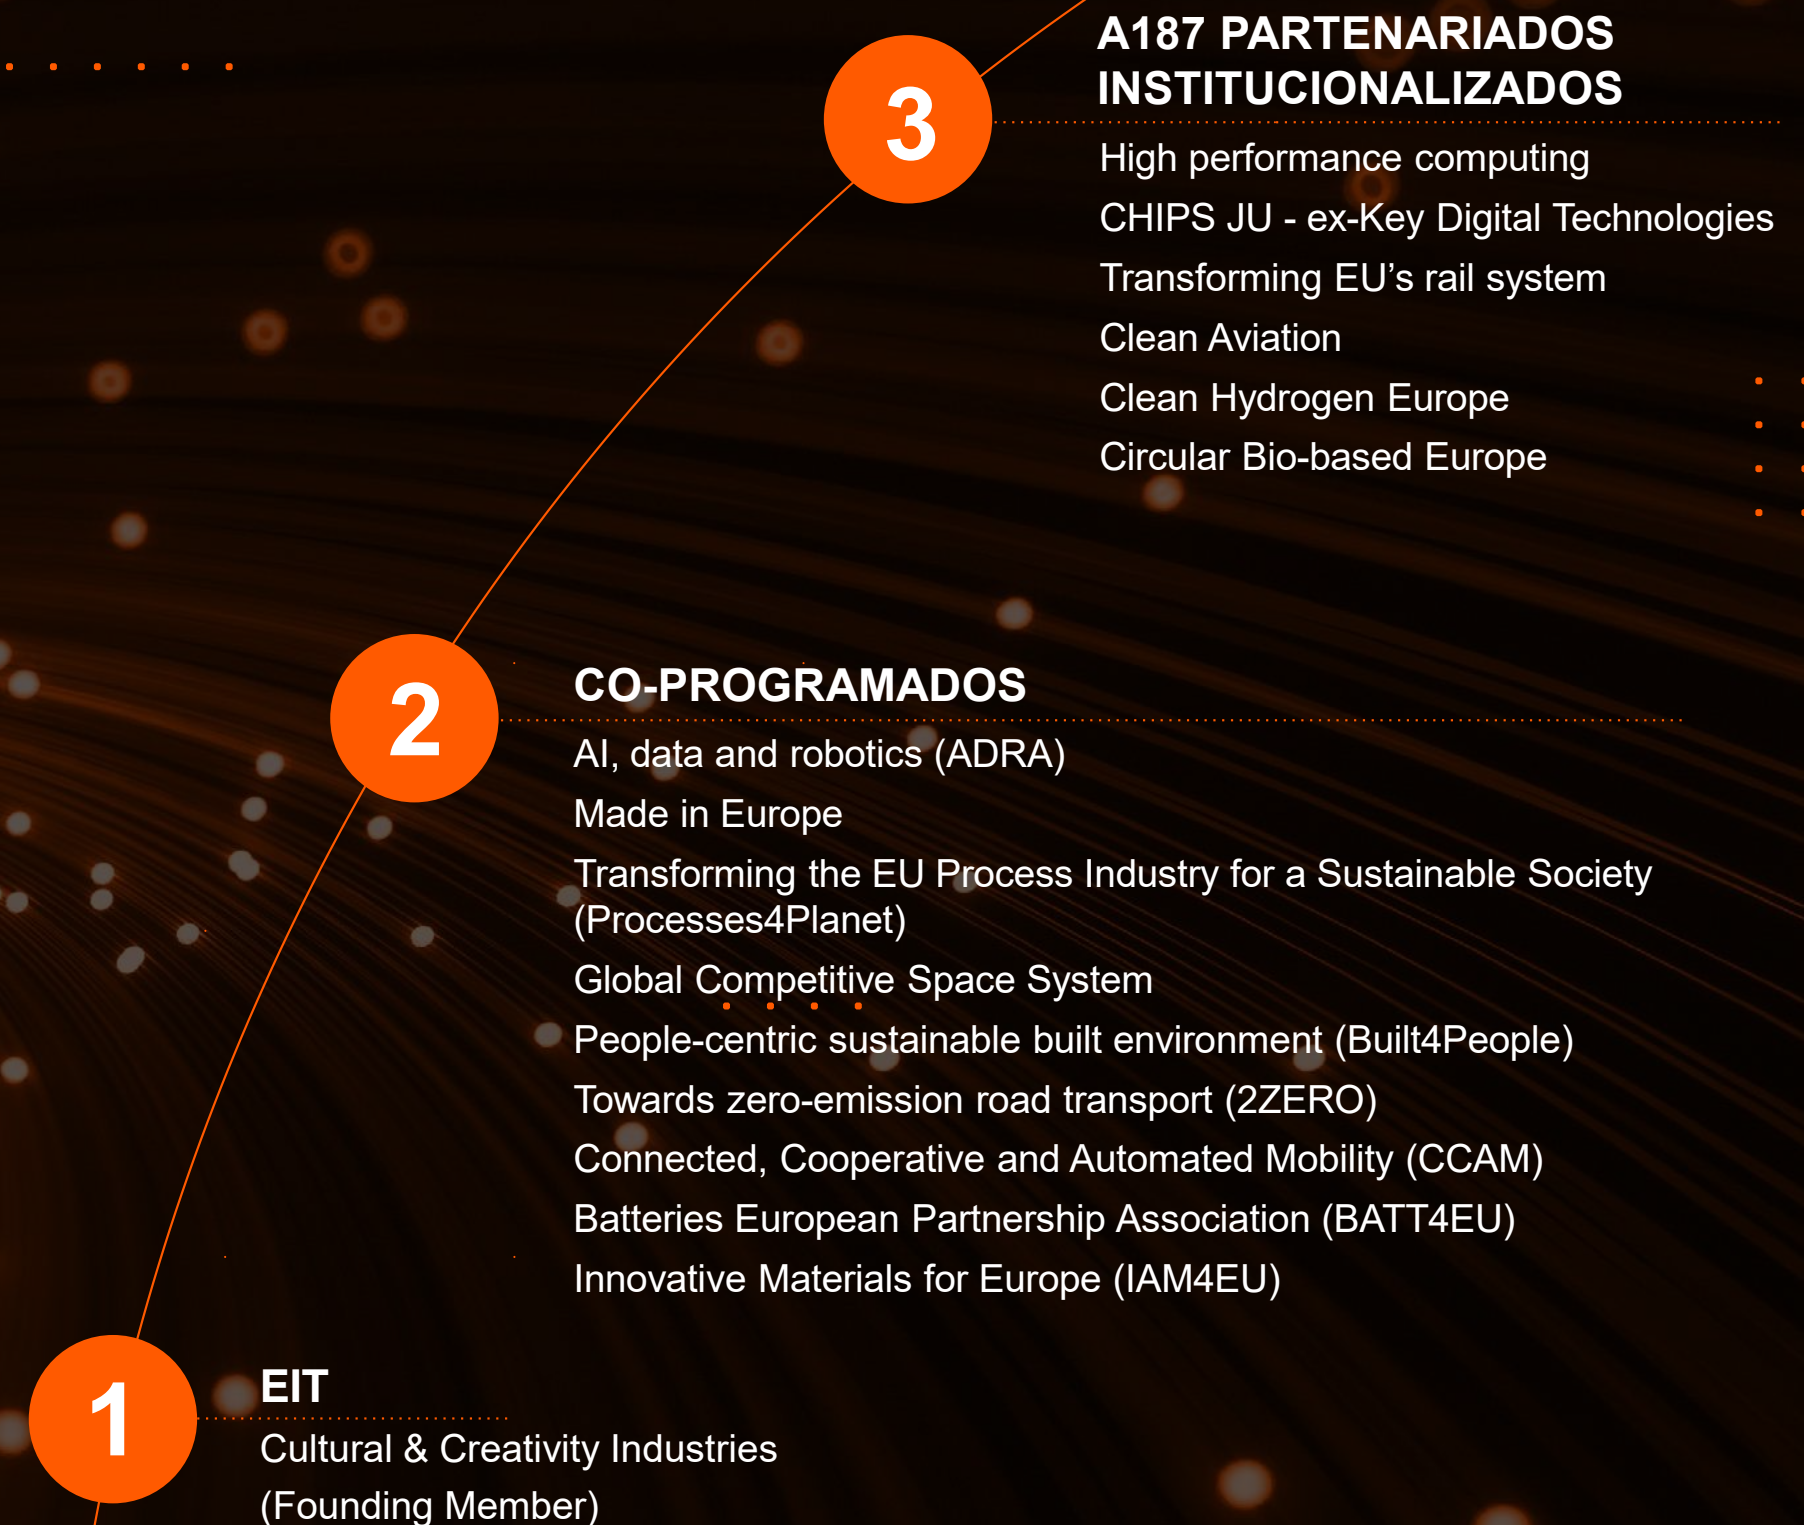 3
A187 PARTENARIADOS
INSTITUCIONALIZADOS
High performance computing
CHIPS JU - ex-Key Digital Technologies
Transforming EU’s rail system
Clean Aviation
Clean Hydrogen Europe
Circular Bio-based Europe
2
CO-PROGRAMADOS
AI, data and robotics (ADRA)
Made in Europe
Transforming the EU Process Industry for a Sustainable Society
(Processes4Planet)
Global Competitive Space System
People-centric sustainable built environment (Built4People)
Towards zero-emission road transport (2ZERO)
Connected, Cooperative and Automated Mobility (CCAM)
Batteries European Partnership Association (BATT4EU)
Innovative Materials for Europe (IAM4EU)
1
EIT
Cultural & Creativity Industries
(Founding Member)